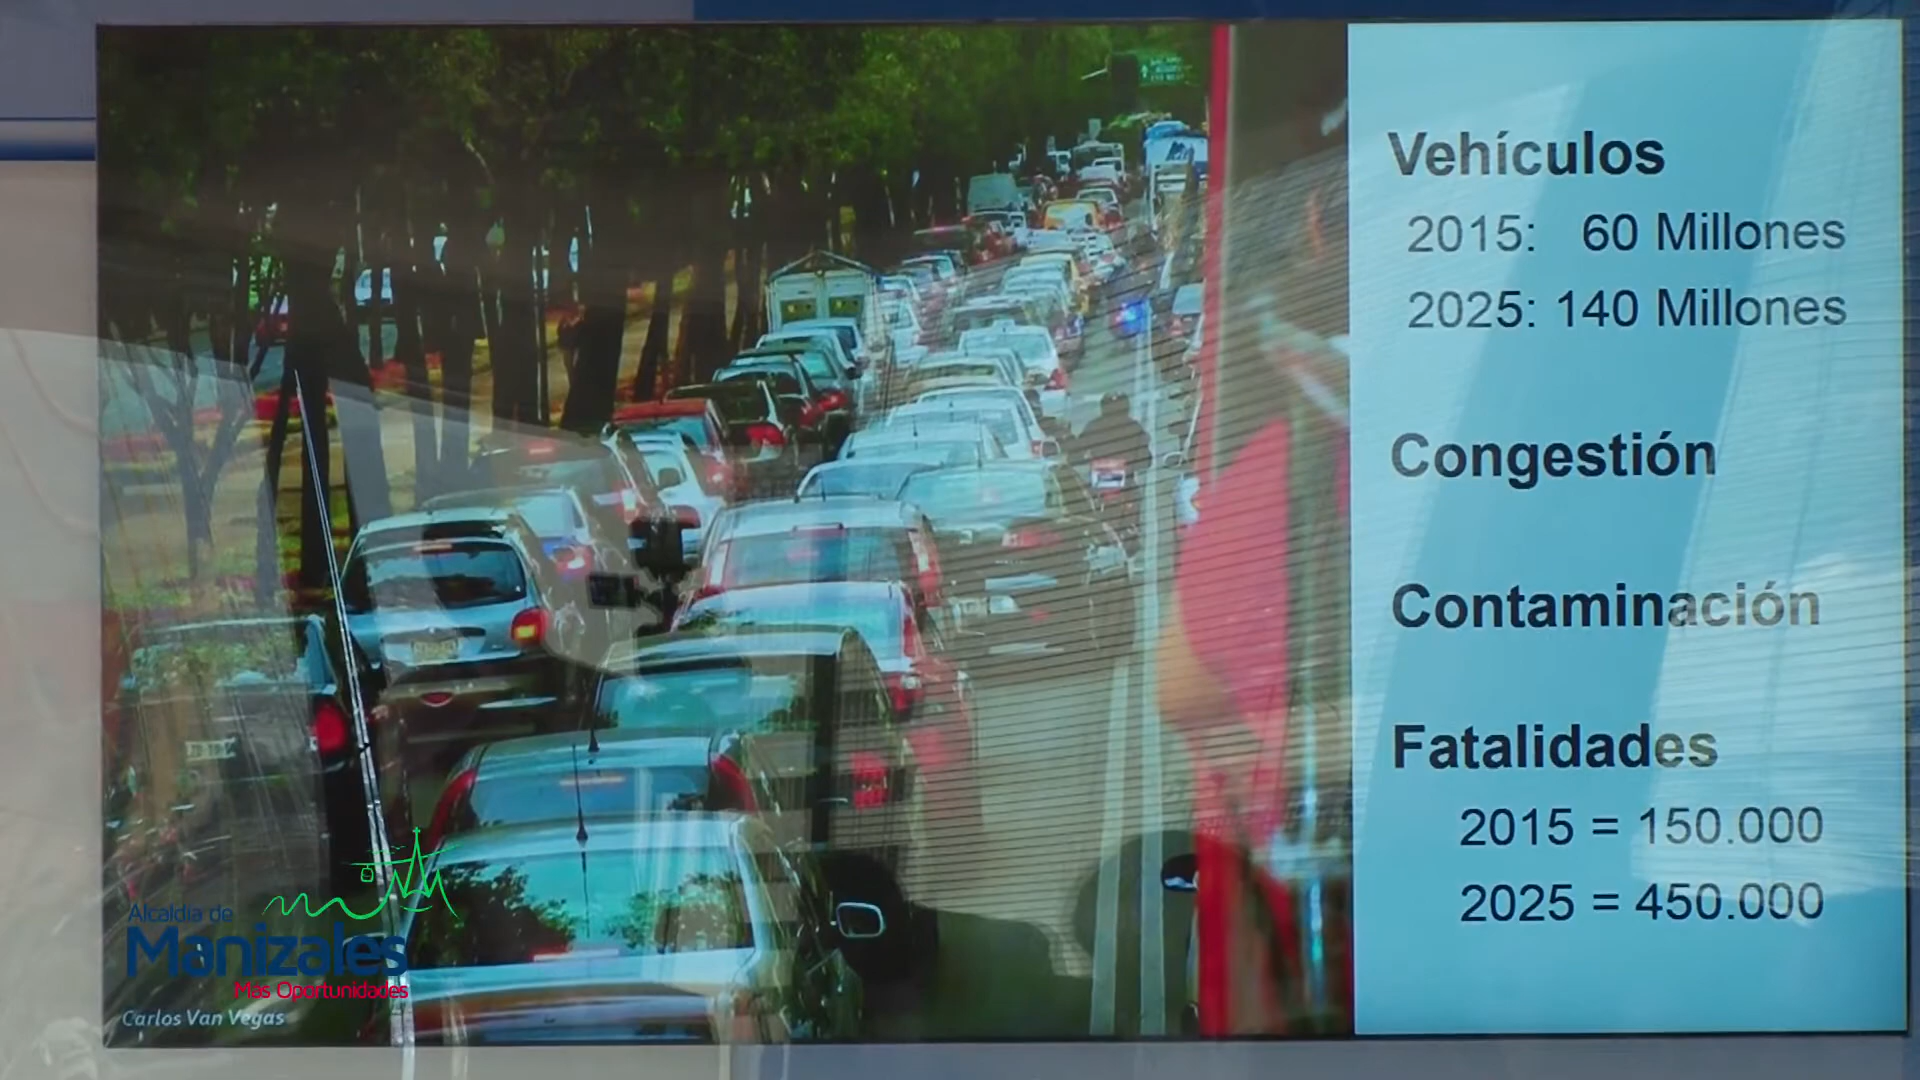 Vehículos
2015: 60 Millones
2025: 140 Millones
Congestión
Contaminación
Fatalidades
2015 = 150.000
2025 = 450.000
Alcaldía de
Manizales
Mas Oportunidades
Carlos Van Vegas